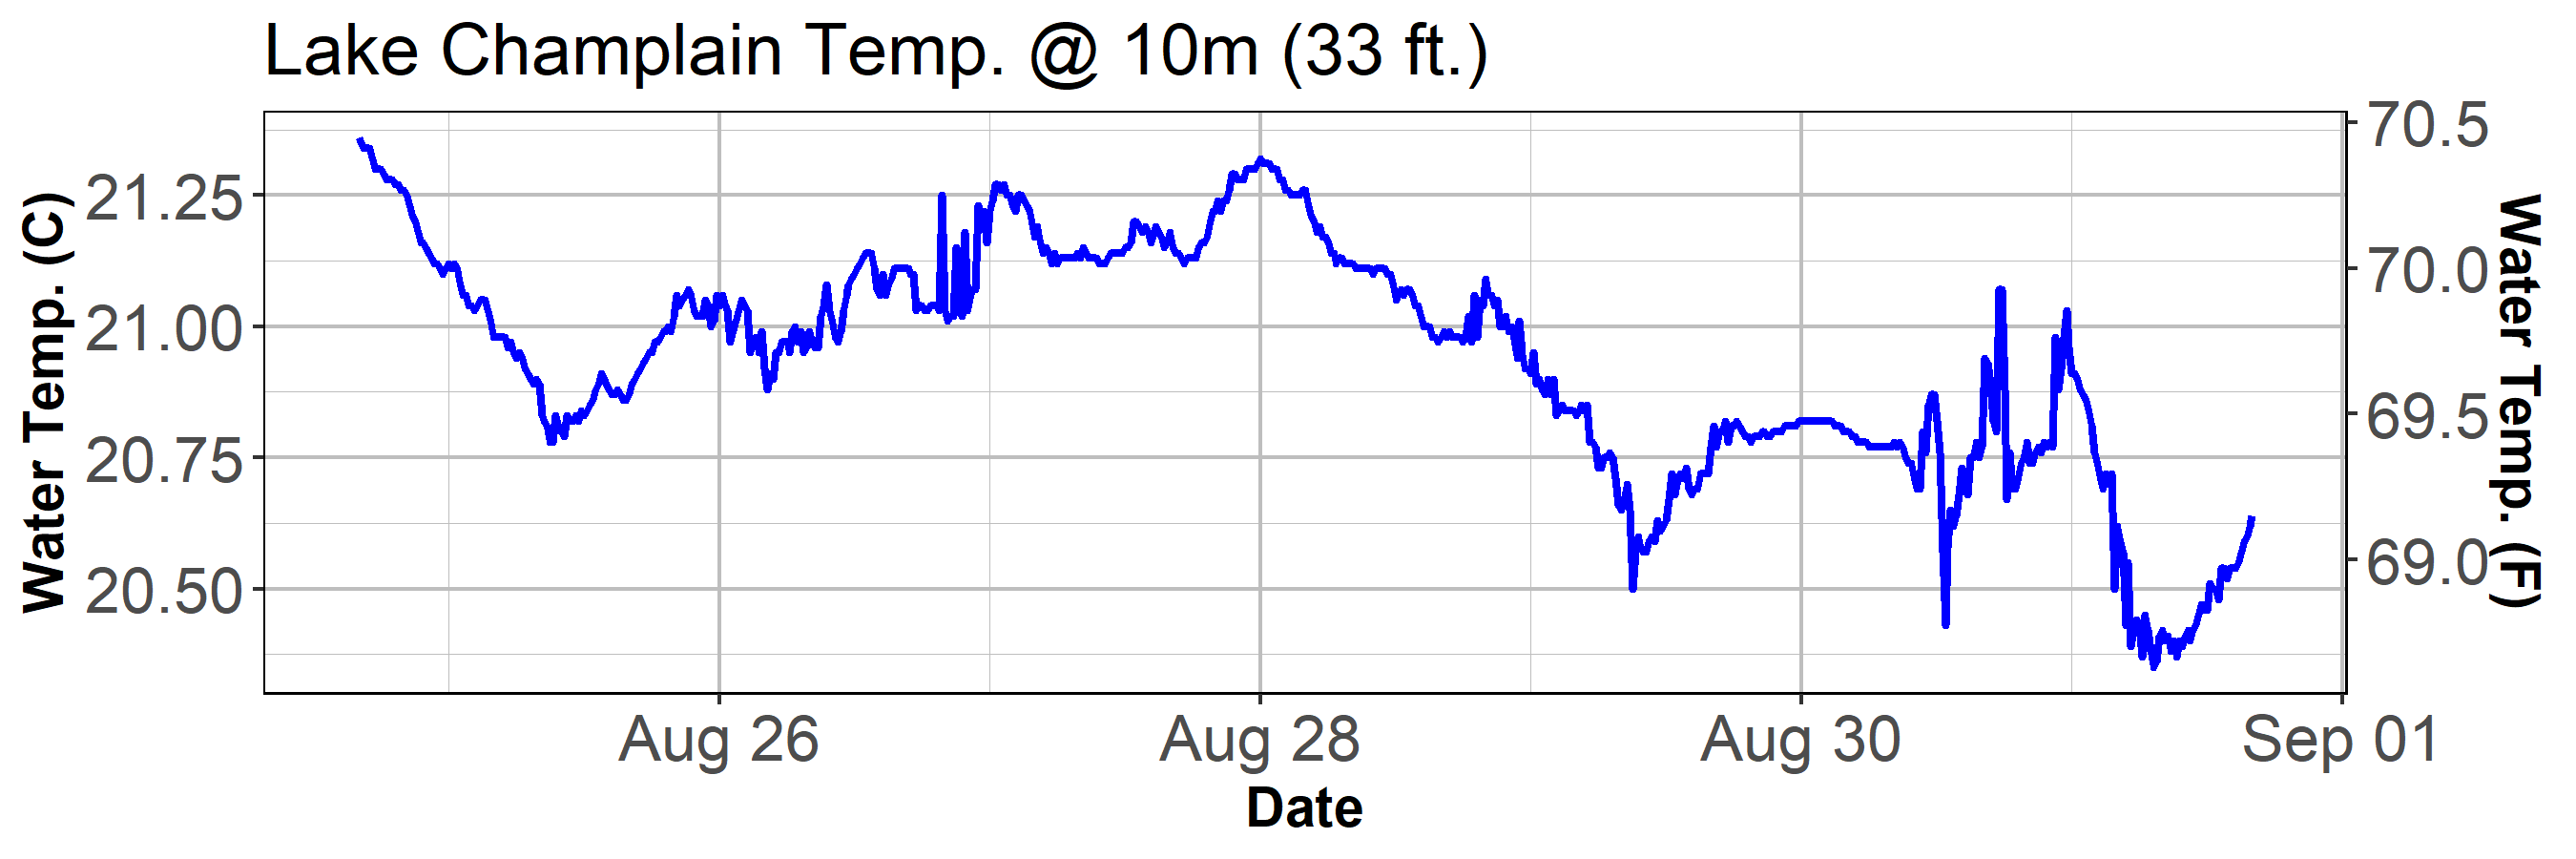 Lake Champlain Temp. @ 10m (33 ft.)
Water Temp. (C)
21.25
21.00
20.75
20.50
70.5
70.0
69.5
69.0
Water Temp. (F)
Aug 26 Aug 28 Aug 30 Sep 01
Date